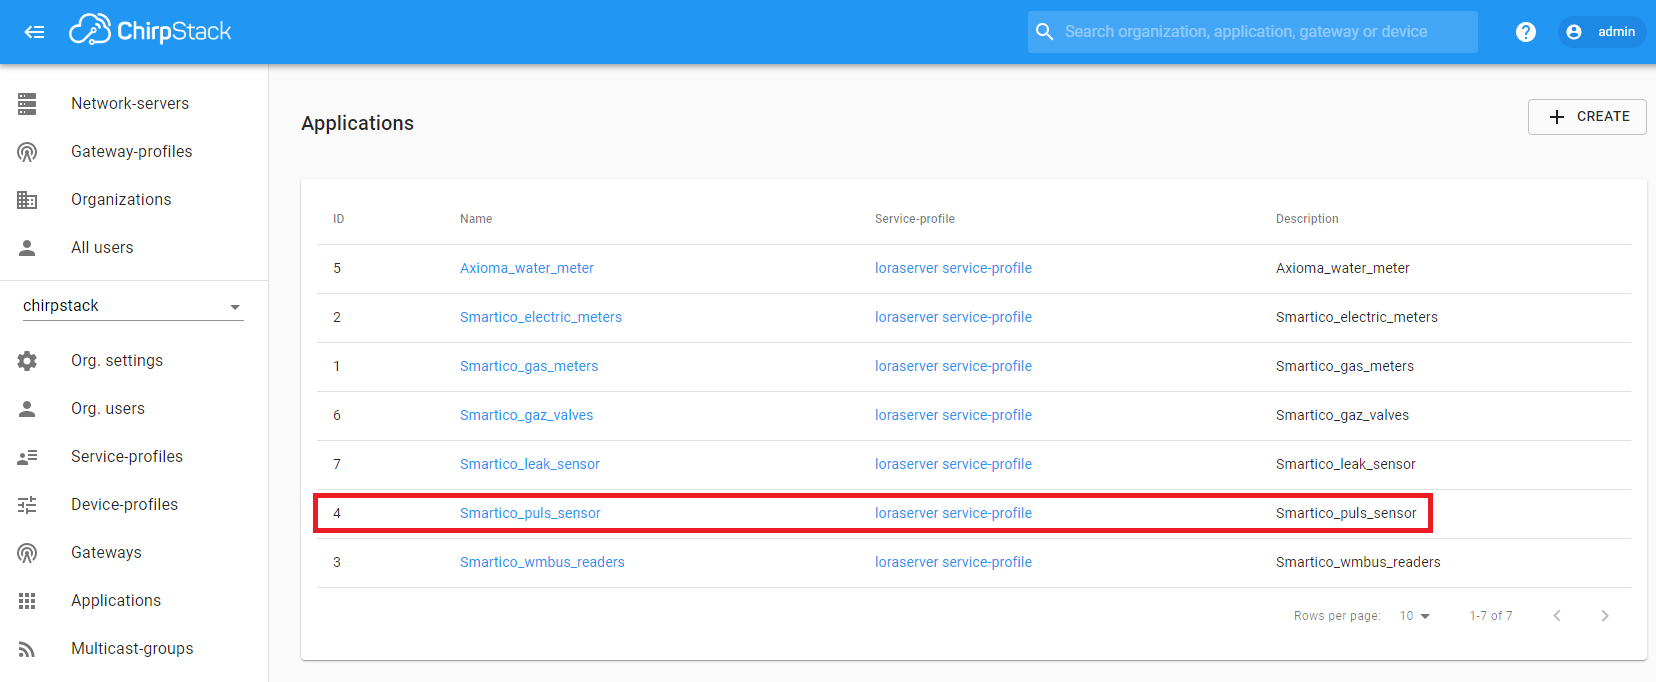 ChirpStack
Search organization, application, gateway or device
?
admin
Network-servers
Gateway-profiles
Organizations
All users
chirpstack
Org. settings
Org. users
Service-profiles
Device-profiles
Gateways
Applications
Multicast-groups
Applications
+ CREATE
ID Name Service-profile Description
5 Axioma_water_meter loraserver service-profile Axioma_water_meter
2 Smartico_electric_meters loraserver service-profile Smartico_electric_meters
1 Smartico_gas_meters loraserver service-profile Smartico_gas_meters
6 Smartico_gaz_valves loraserver service-profile Smartico_gaz_valves
7 Smartico_leak_sensor loraserver service-profile Smartico_leak_sensor
4 Smartico_puls_sensor loraserver service-profile Smartico_puls_sensor
3 Smartico_wmbus_readers loraserver service-profile Smartico_wmbus_readers
Rows per page: 10 1-7 of 7